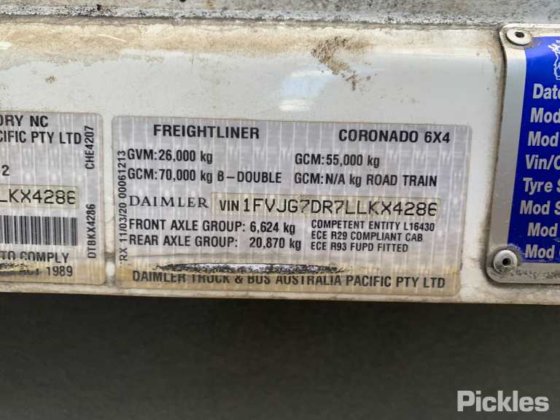 ORY NC
CIFIC PTY LTD
2
LKX4286
TO COMPLY
ACT 1989
CHE4207
DTBKX4286
RX 11/03/20 00061213
FREIGHTLINER CORONADO 6X4
GVM: 26,000 kg GCM: 55,000 kg
GCM: 70,000 kg B-DOUBLE GCM: N/A kg ROAD TRAIN
DAIMLER VIN 1FVJG7DR7LLKX4286
FRONT AXLE GROUP: 6,624 kg COMPETENT ENTITY L16430
REAR AXLE GROUP: 20,870 kg ECE R29 COMPLIANT CAB
ECE R93 FUPD FITTED
DAIMLER TRUCK & BUS AUSTRALIA PACIFIC PTY LTD
Date
Mod
Mod
Vin/C
Tyre S
Mod S
Mod
Mod
Pickles